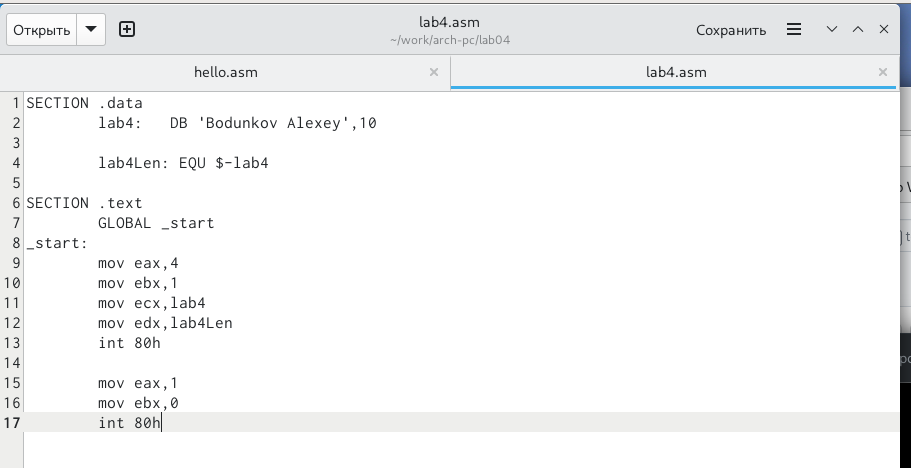 Открыть
lab4.asm
~/work/arch-pc/lab04
Сохранить
hello.asm
lab4.asm
1 SECTION .data
2 lab4: DB 'Bodunkov Alexey',10
3
4 lab4Len: EQU $-lab4
5
6 SECTION .text
7 GLOBAL _start
8 _start:
9 mov eax,4
10 mov ebx,1
11 mov ecx,lab4
12 mov edx,lab4Len
13 int 80h
14
15 mov eax,1
16 mov ebx,0
17 int 80h